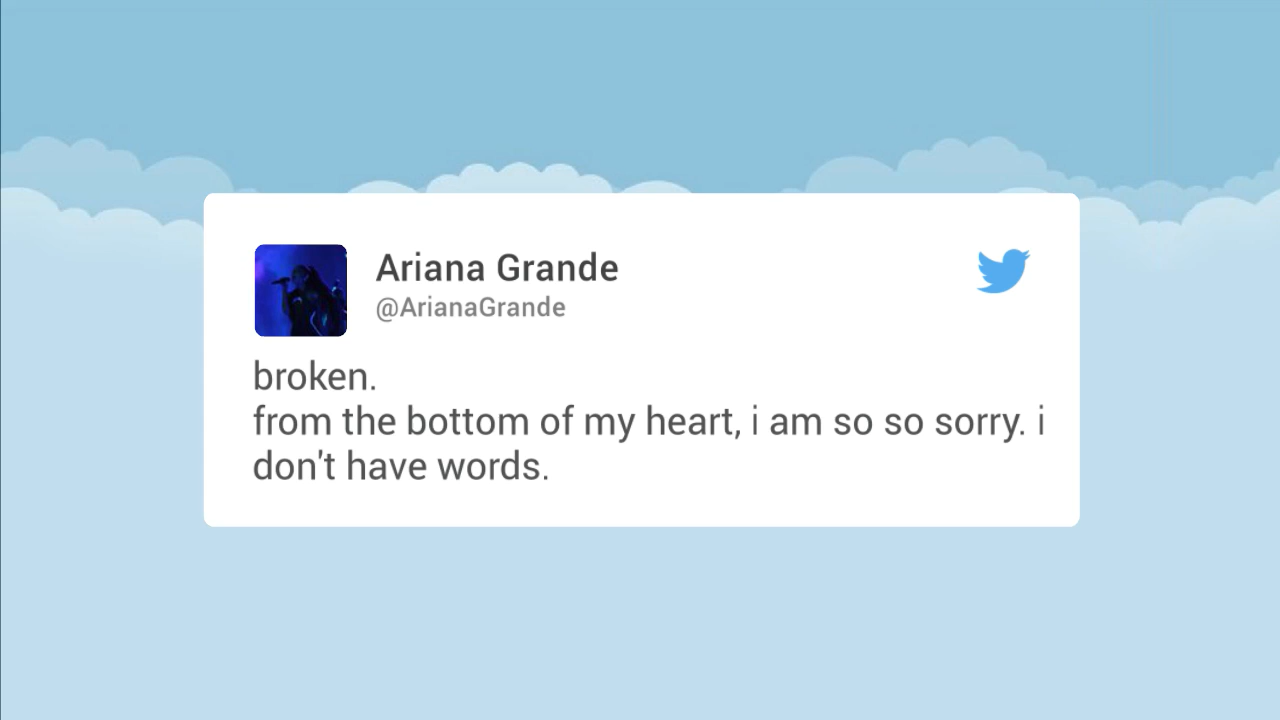 Ariana Grande
@ArianaGrande
broken.
from the bottom of my heart, i am so so sorry. i
don't have words.